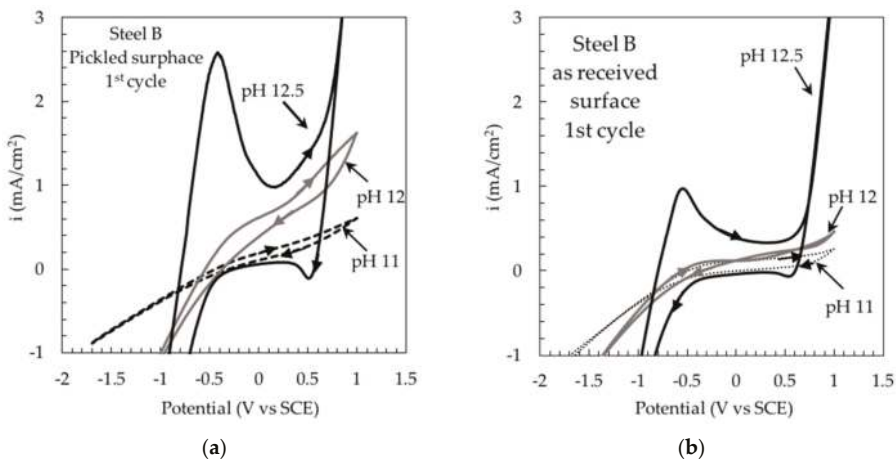 Steel B
Pickled surphace
1st cycle
pH 12.5
pH 12
pH 11
i (mA/cm²)
3
2
1
0
-1
-2 -1.5 -1 -0.5 0 0.5 1 1.5
Potential (V vs SCE)
(a)
Steel B
as received
surface
1st cycle
pH 12.5
pH 12
pH 11
i (mA/cm²)
3
2
1
0
-1
-2 -1.5 -1 -0.5 0 0.5 1 1.5
Potential (V vs SCE)
(b)